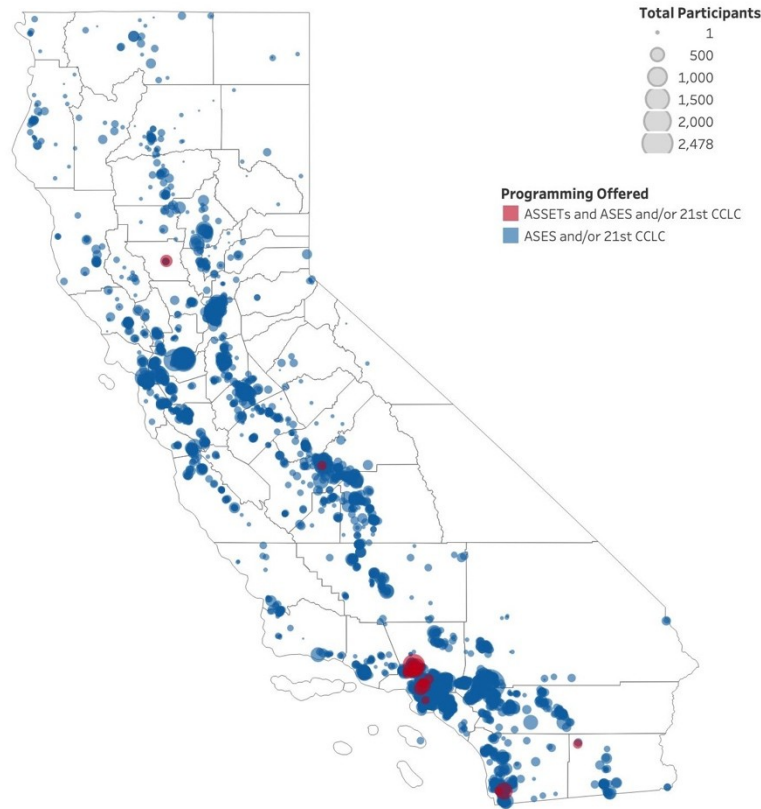 Total Participants
1
500
1,000
1,500
2,000
2,478
Programming Offered
ASSETs and ASES and/or 21st CCLC
ASES and/or 21st CCLC